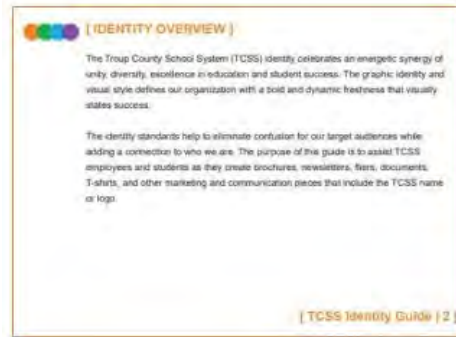 [ IDENTITY OVERVIEW ]
The Troup County School System (TCSS) identity celebrates an energetic synergy of
unity, diversity, excellence in education and student success. The graphic identity and
visual style defines our organization with a bold and dynamic freshness that visually
states success.
The identity standards help to eliminate confusion for our target audiences while
adding a connection to who we are. The purpose of this guide is to assist TCSS
employees and students as they create brochures, newsletters, fliers, documents,
T-shirts, and other marketing and communication pieces that include the TCSS name
or logo.
[ TCSS Identity Guide | 2 ]